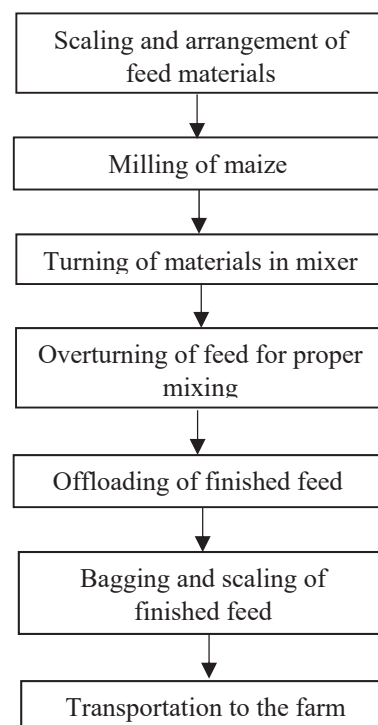 Scaling and arrangement of
feed materials
Milling of maize
Turning of materials in mixer
Overturning of feed for proper
mixing
Offloading of finished feed
Bagging and scaling of
finished feed
Transportation to the farm